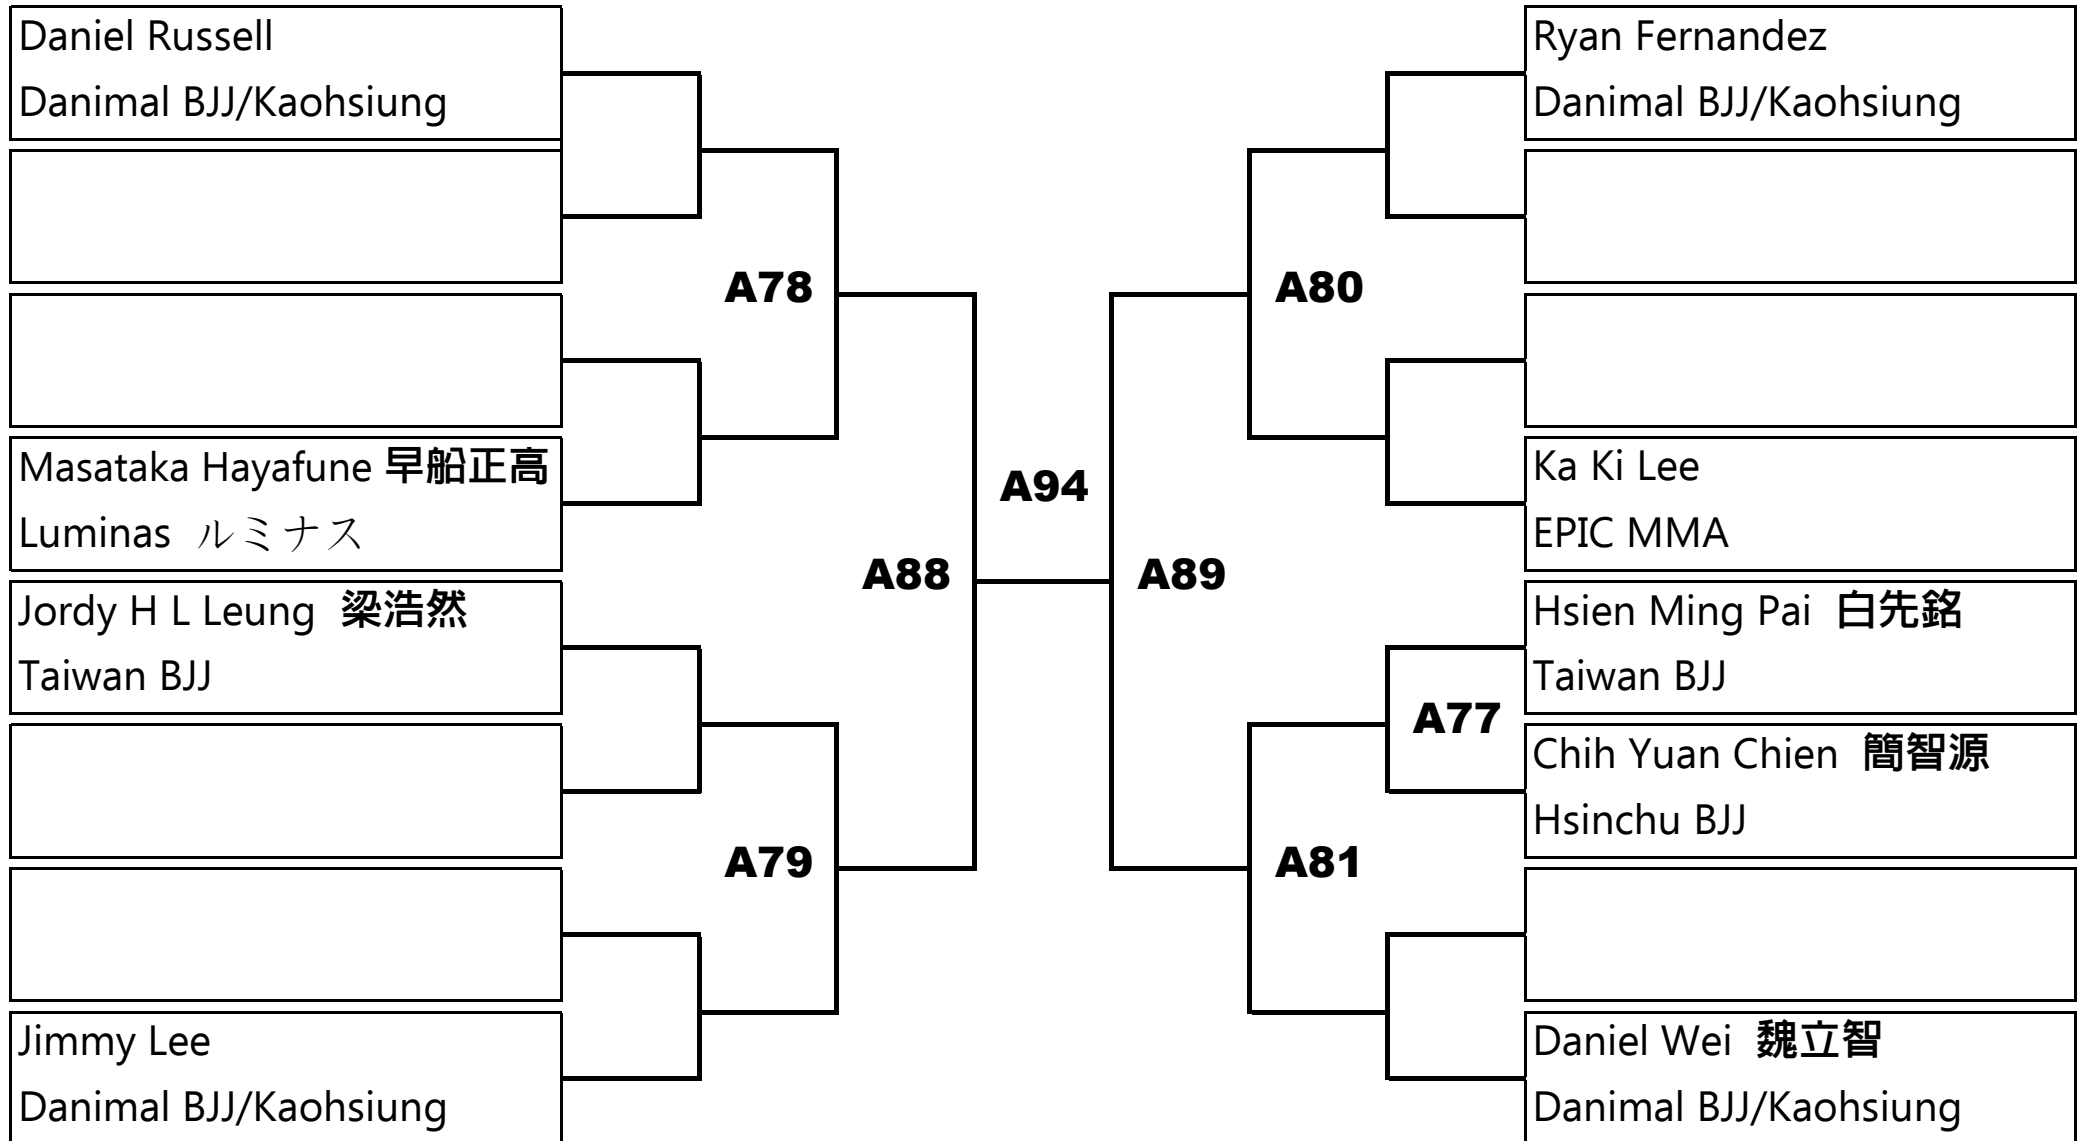 Daniel Russell
Danimal BJJ/Kaohsiung
Masataka Hayafune 早船正高
Luminas ルミナス
Jordy H L Leung 梁浩然
Taiwan BJJ
Jimmy Lee
Danimal BJJ/Kaohsiung
A78
A79
A88
A94
A89
A80
A81
A77
Ryan Fernandez
Danimal BJJ/Kaohsiung
Ka Ki Lee
EPIC MMA
Hsien Ming Pai 白先銘
Taiwan BJJ
Chih Yuan Chien 簡智源
Hsinchu BJJ
Daniel Wei 魏立智
Danimal BJJ/Kaohsiung